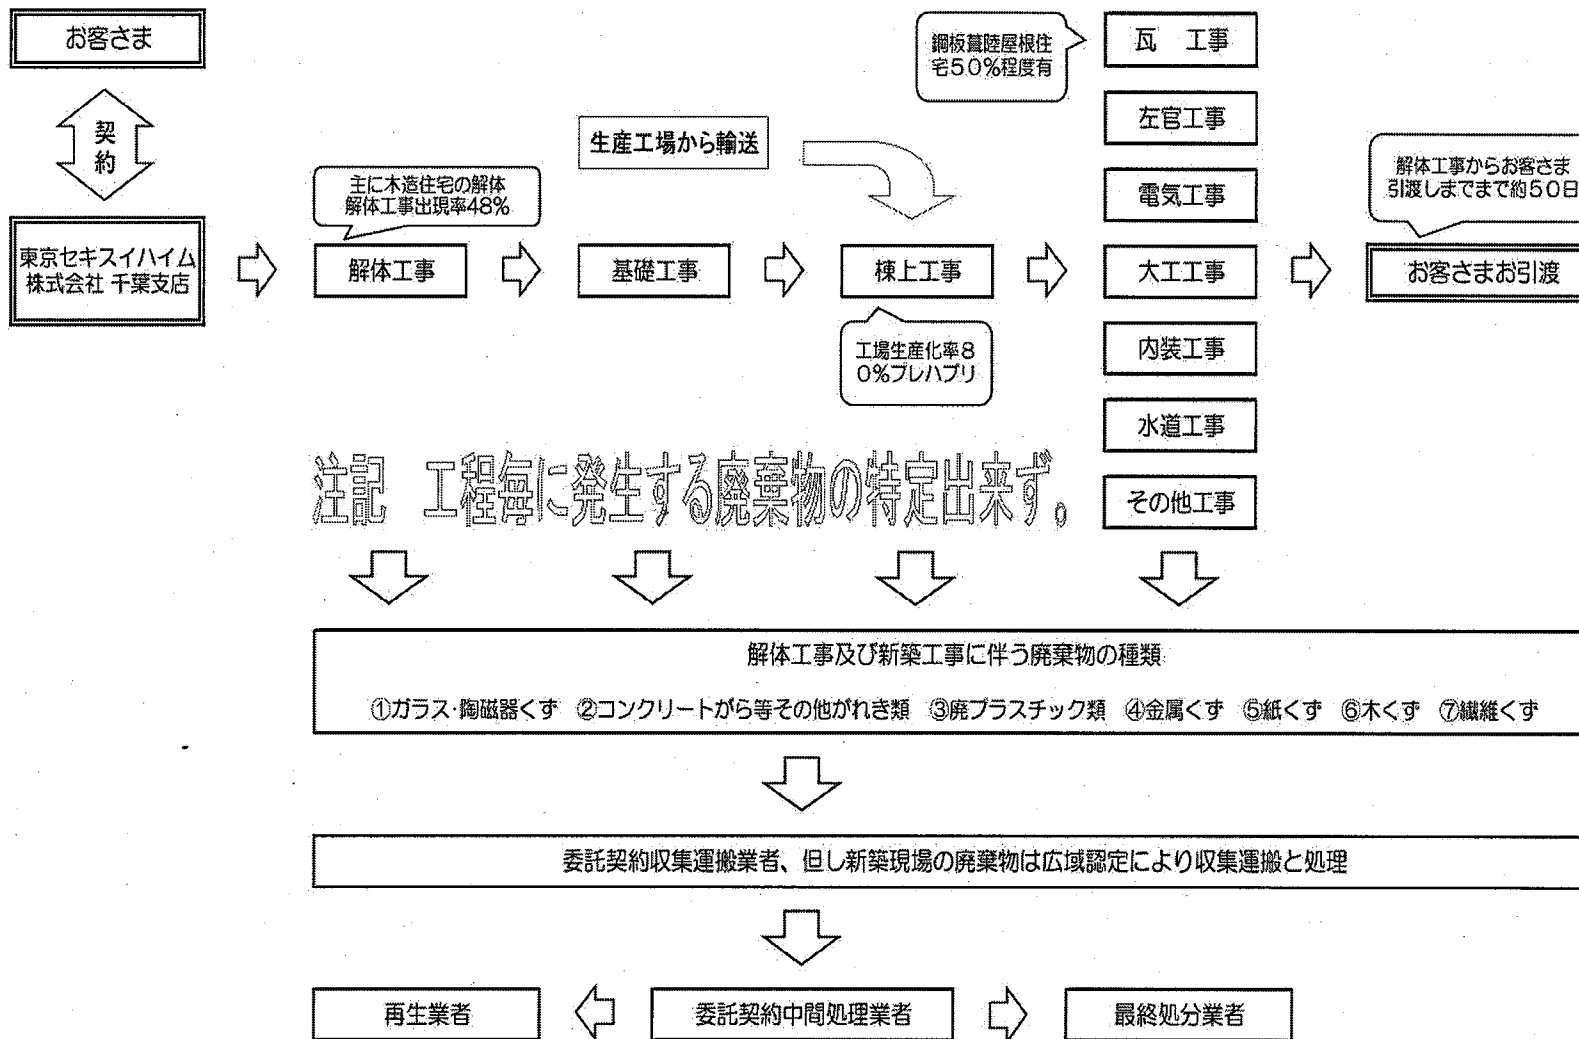 お客さま
契
約
東京セキスイハイム
株式会社 千葉支店
主に木造住宅の解体
解体工事出現率48%
解体工事
基礎工事
生産工場から輸送
棟上工事
工場生産化率8
0%プレハブリ
鋼板葺陸屋根住
宅50%程度有
瓦 工事
左官工事
電気工事
大工工事
内装工事
水道工事
その他工事
解体工事からお客さま
引渡しまでまで約50日
お客さまお引渡
注記 工程毎に発生する廃棄物の特定出来ず。
解体工事及び新築工事に伴う廃棄物の種類
①ガラス·陶磁器くず ②コンクリートがら等その他がれき類 ③廃プラスチック類 ④金属くず ⑤紙くず ⑥木くず ⑦繊維くず
委託契約収集運搬業者、但し新築現場の廃棄物は広域認定により収集運搬と処理
再生業者
委託契約中間処理業者
最終処分業者